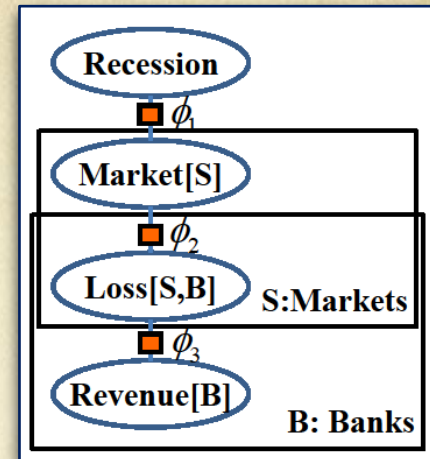 Recession
ϕ1
Market[S]
ϕ2
Loss[S,B]
S:Markets
ϕ3
Revenue[B]
B: Banks